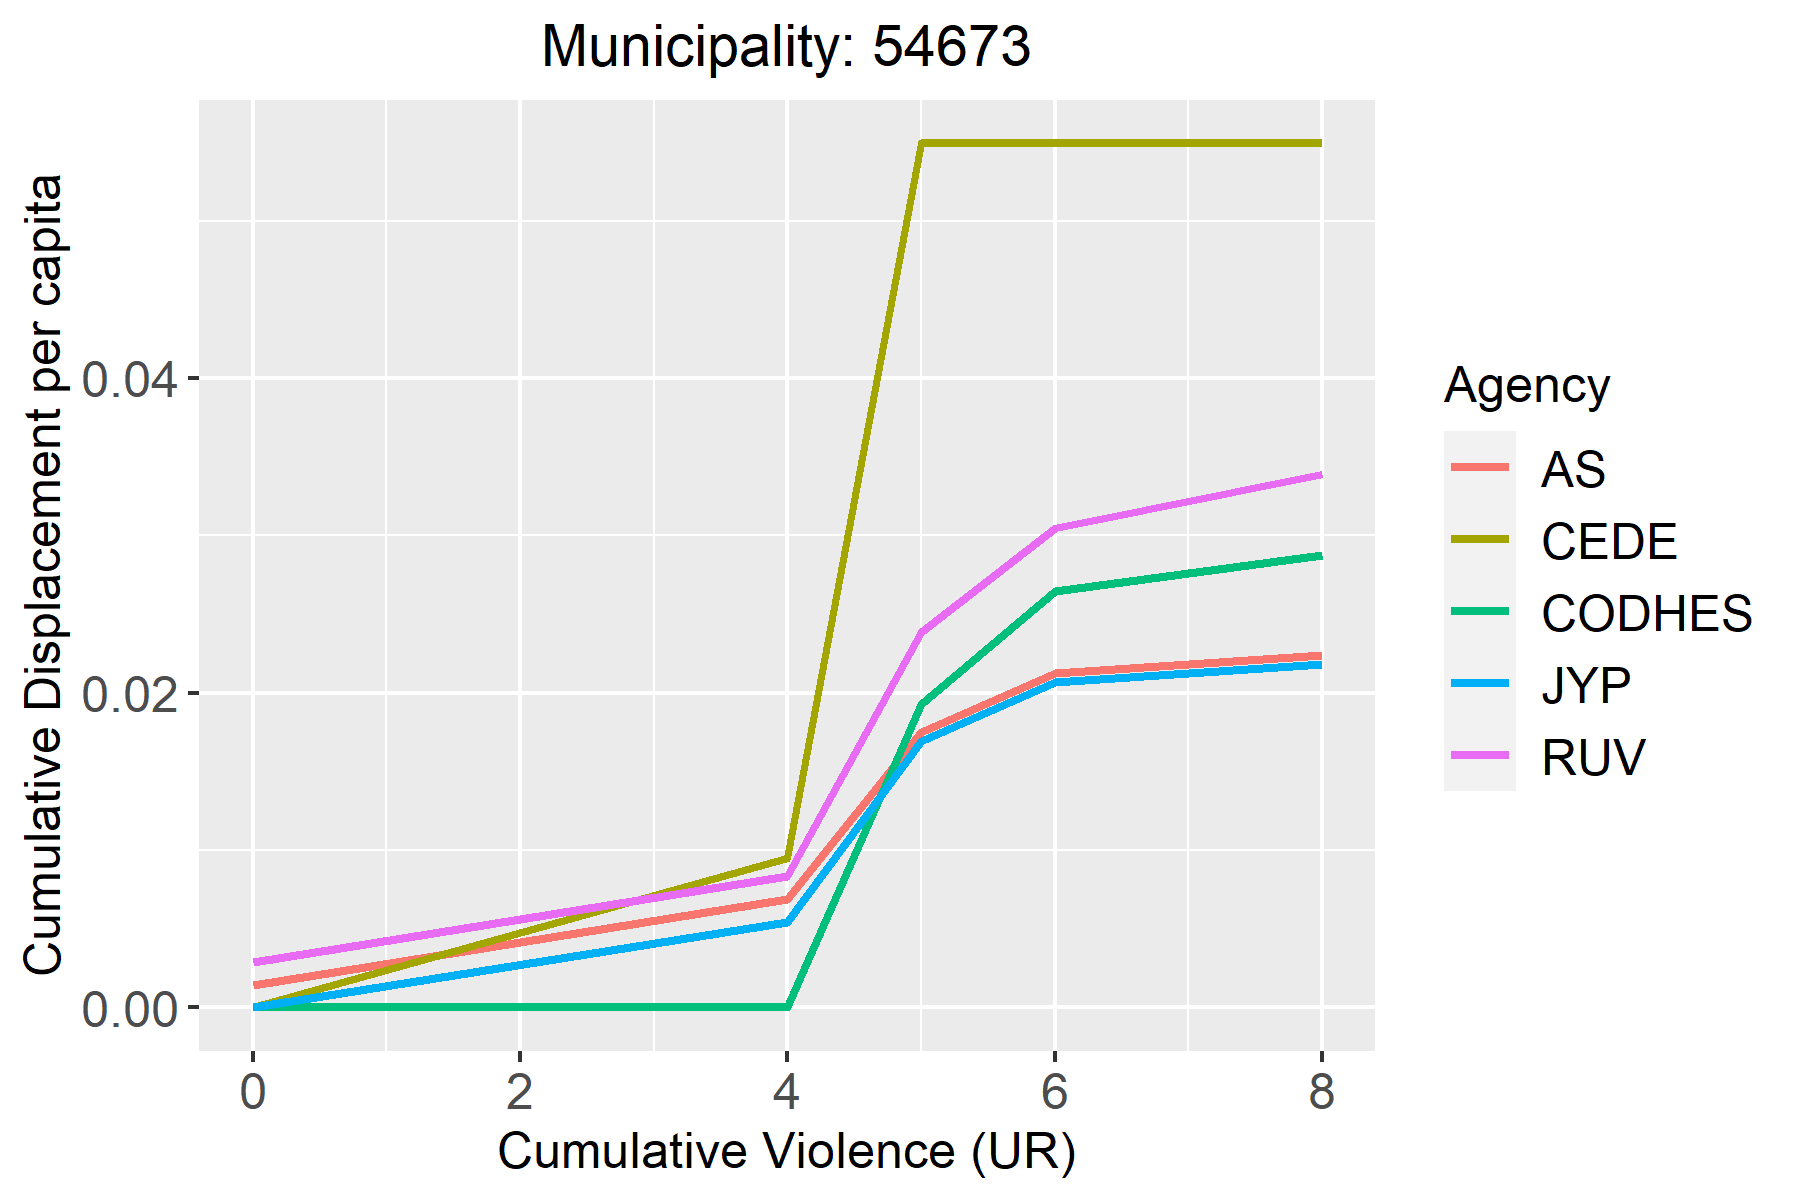 Municipality: 54673
Cumulative Displacement per capita
0.04
0.02
0.00
0 2 4 6 8
Cumulative Violence (UR)
Agency
AS
CEDE
CODHES
JYP
RUV